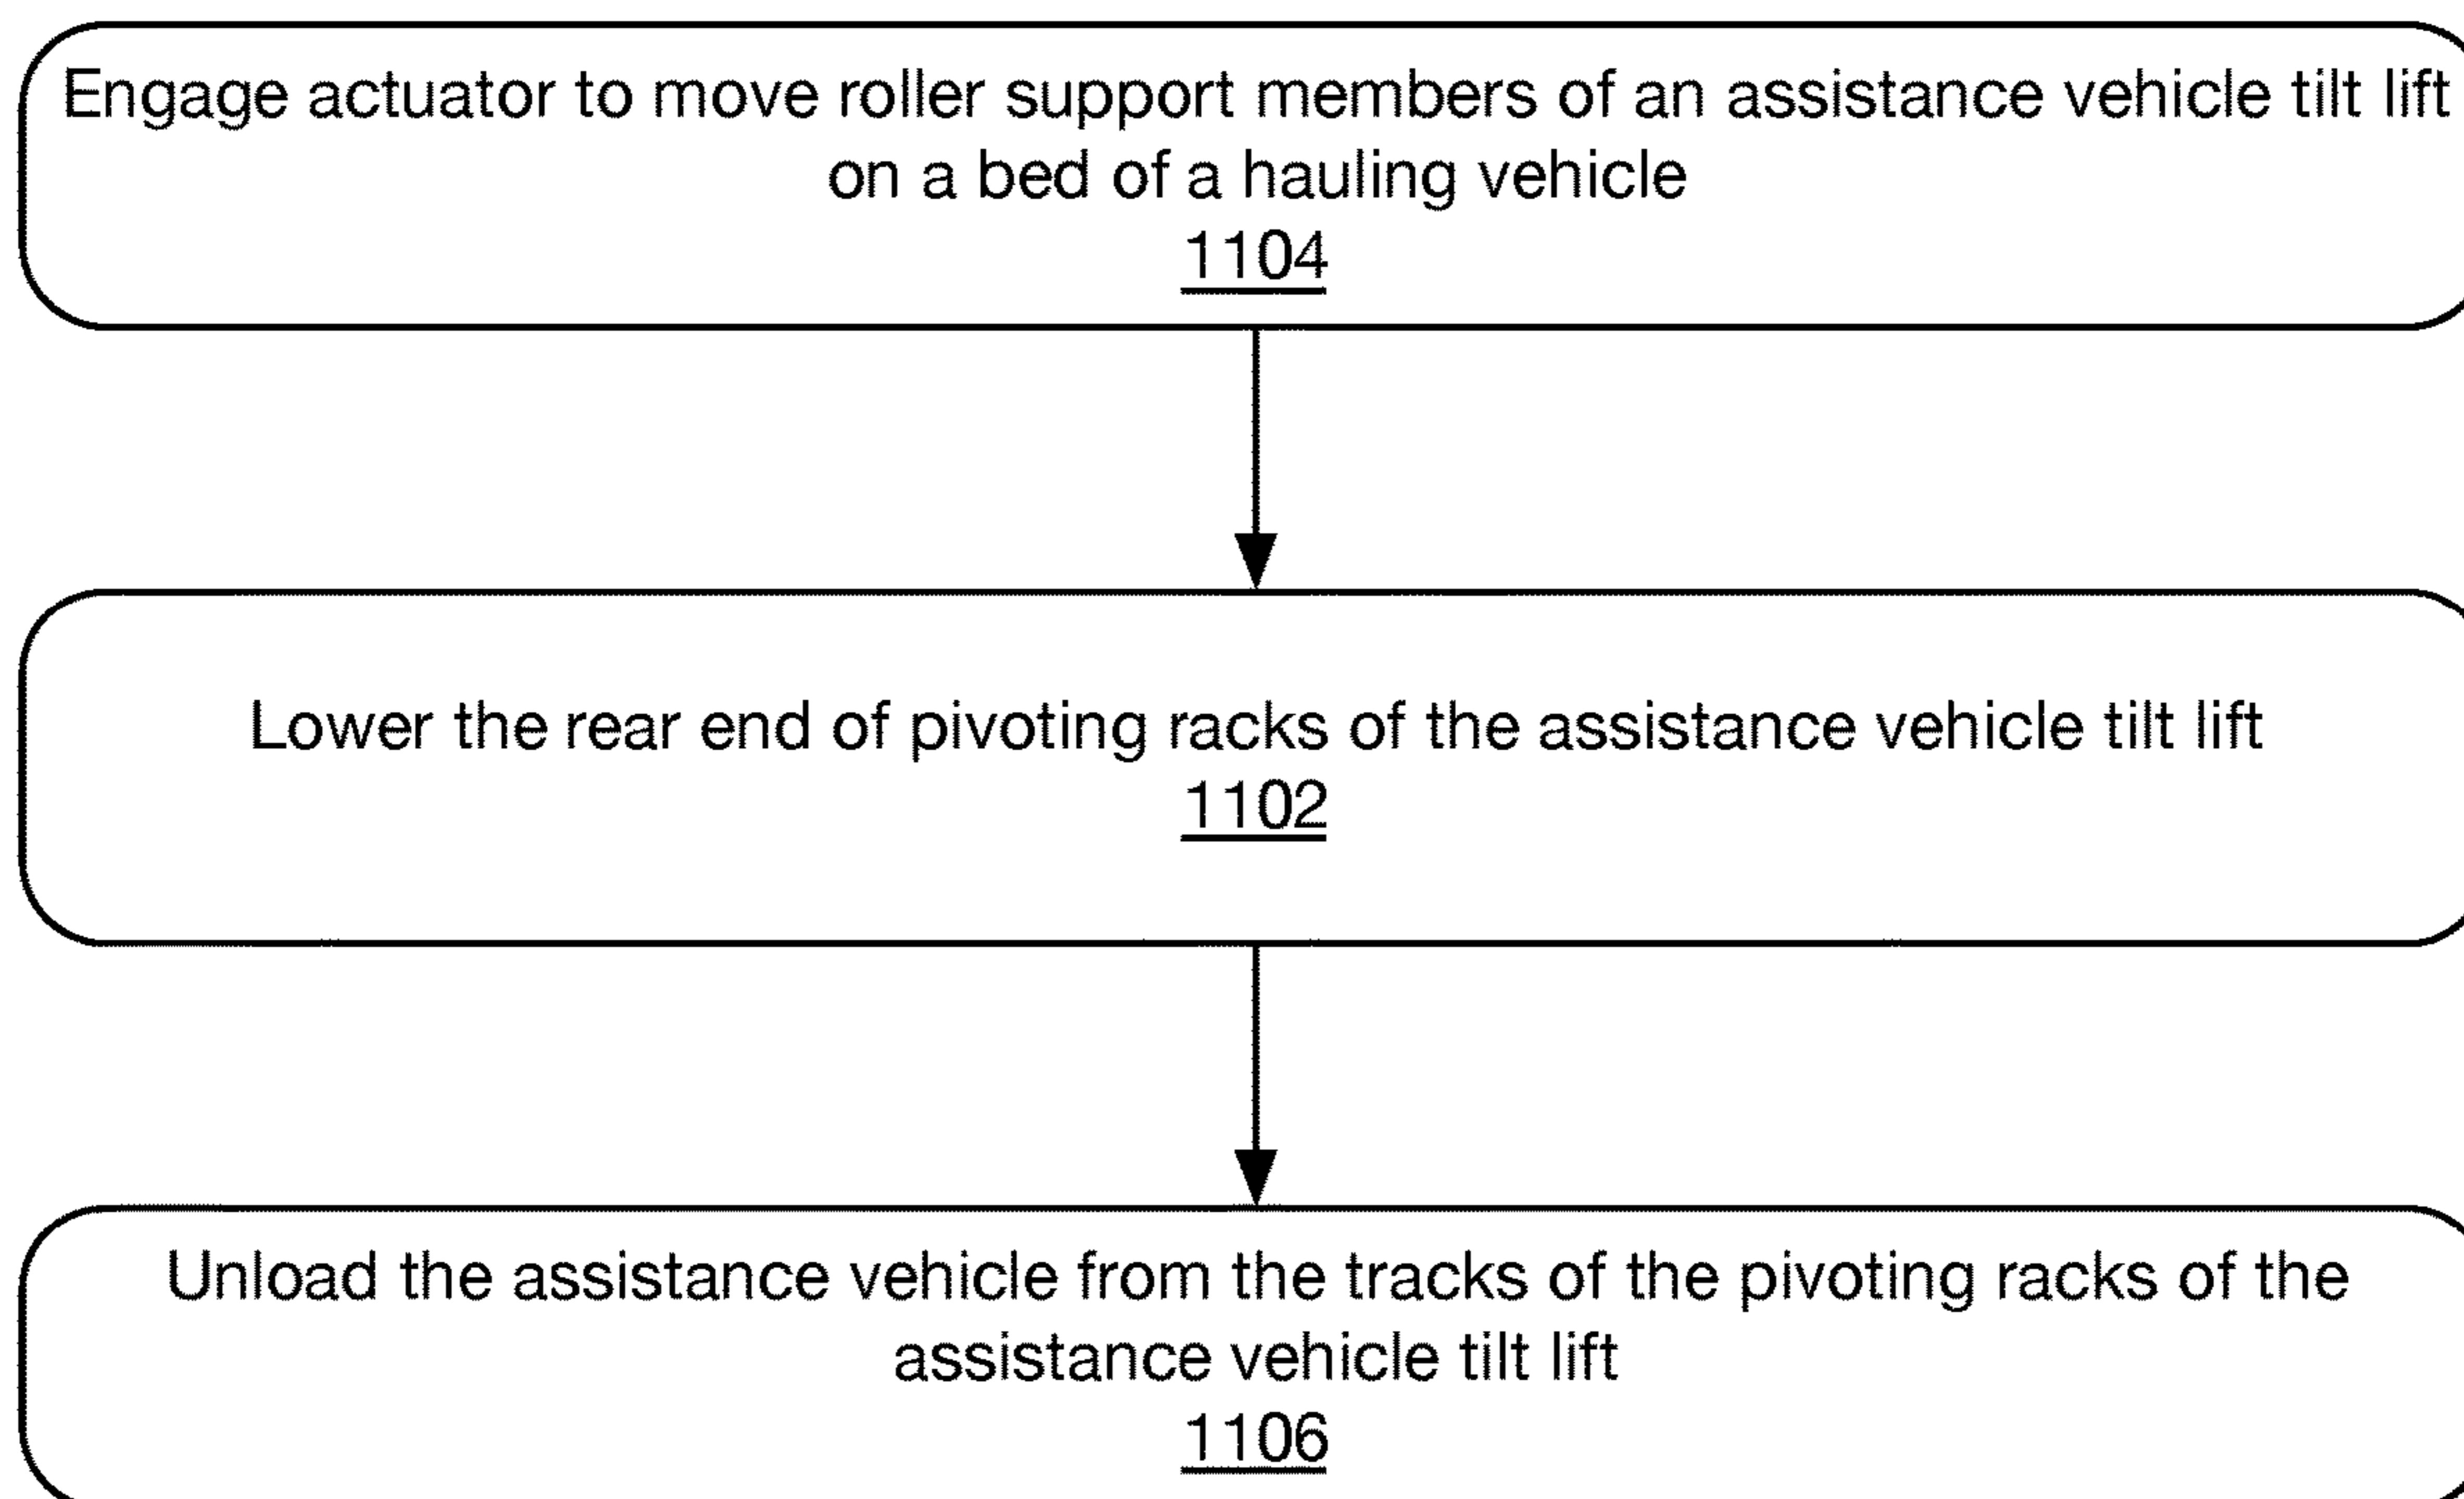 Engage actuator to move roller support members of an assistance vehicle tilt lift
on a bed of a hauling vehicle
1104
Lower the rear end of pivoting racks of the assistance vehicle tilt lift
1102
Unload the assistance vehicle from the tracks of the pivoting racks of the
assistance vehicle tilt lift
1106